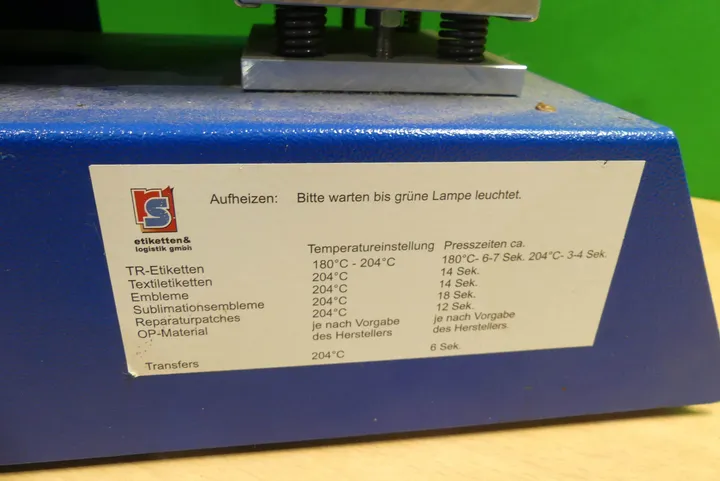 Aufheizen: Bitte warten bis grüne Lampe leuchtet.
rs
etiketten&
logistik gmbh
Temperatureinstellung Presszeiten ca.
TR-Etiketten 180°C - 204°C 180°C- 6-7 Sek. 204°C- 3-4 Sek.
Textiletiketten 204°C 14 Sek.
Embleme 204°C 14 Sek.
Sublimationsembleme 204°C 18 Sek.
Reparaturpatches 204°C 12 Sek.
OP-Material je nach Vorgabe je nach Vorgabe
des Herstellers des Herstellers
Transfers 204°C 6 Sek.